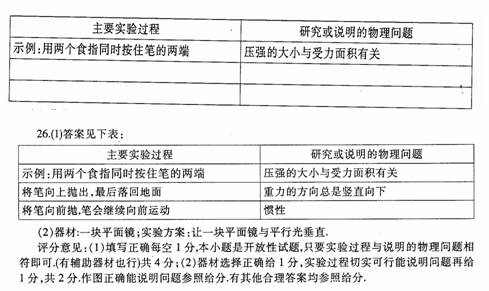 主要实验过程 研究或说明的物理问题
示例:用两个食指同时按住笔的两端 压强的大小与受力面积有关
26.(1)答案见下表:
主要实验过程 研究或说明的物理问题
示例:用两个食指同时按住笔的两端 压强的大小与受力面积有关
将笔向上抛出,最后落回地面 重力的方向总是竖直向下
将笔向前抛,笔会继续向前运动 惯性
(2)器材:一块平面镜;实验方案:让一块平面镜与平行光垂直.
评分意见:(1)填写正确每空1分,本小题是开放性试题,只要实验过程与说明的物理问题相
符即可.(有辅助器材也行)共4分;(2)器材选择正确给1分,实验过程切实可行能说明问题再给
1分,共2分.作图正确能说明问题参照给分.有其他合理答案均参照给分.